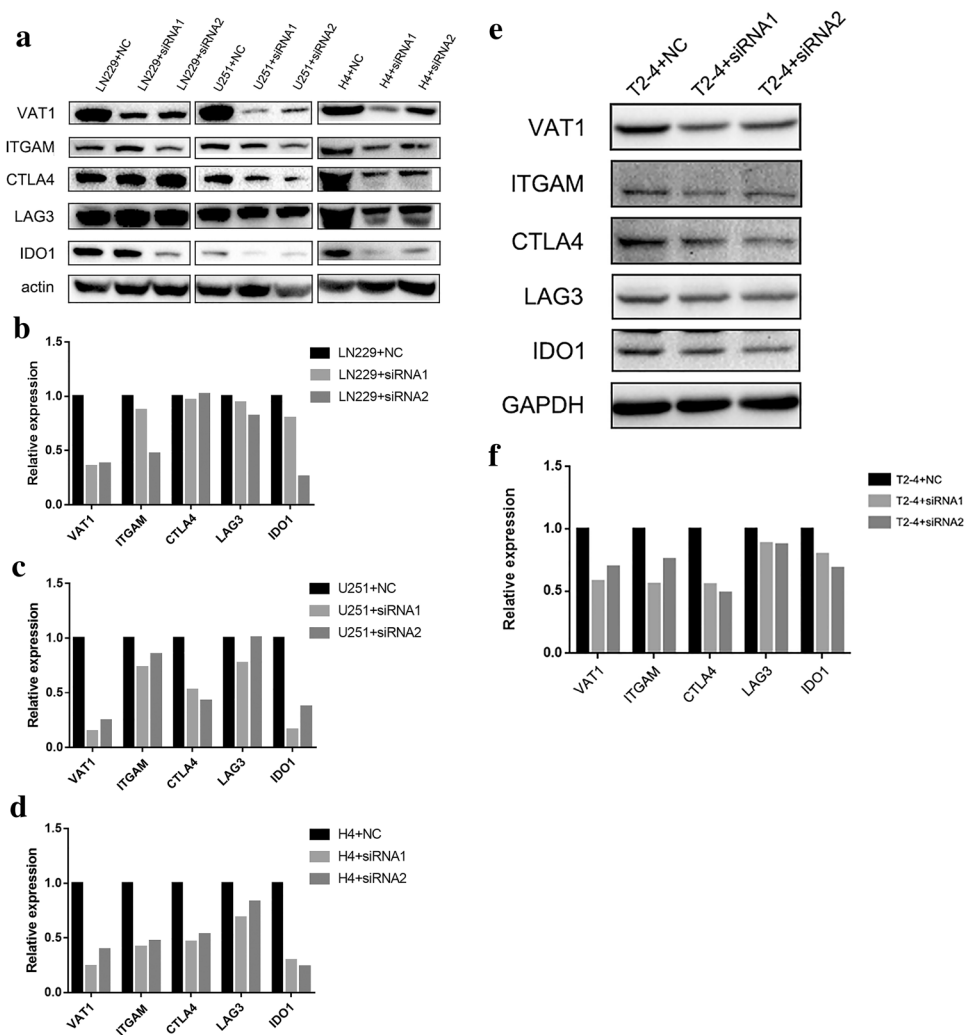 a
LN229+NC
LN229+siRNA1
LN229+siRNA2
U251+NC
U251+siRNA1
U251+siRNA2
H4+NC
H4+siRNA1
H4+siRNA2
VAT1
ITGAM
CTLA4
LAG3
IDO1
actin
b
1.5
1.0
0.5
0.0
Relative expression
VAT1
ITGAM
CTLA4
LAG3
IDO1
LN229+NC
LN229+siRNA1
LN229+siRNA2
c
1.5
1.0
0.5
0.0
Relative expression
VAT1
ITGAM
CTLA4
LAG3
IDO1
U251+NC
U251+siRNA1
U251+siRNA2
d
1.5
1.0
0.5
0.0
Relative expression
VAT1
ITGAM
CTLA4
LAG3
IDO1
H4+NC
H4+siRNA1
H4+siRNA2
e
T2-4+NC
T2-4+siRNA1
T2-4+siRNA2
VAT1
ITGAM
CTLA4
LAG3
IDO1
GAPDH
f
1.5
1.0
0.5
0.0
Relative expression
VAT1
ITGAM
CTLA4
LAG3
IDO1
T2-4+NC
T2-4+siRNA1
T2-4+siRNA2